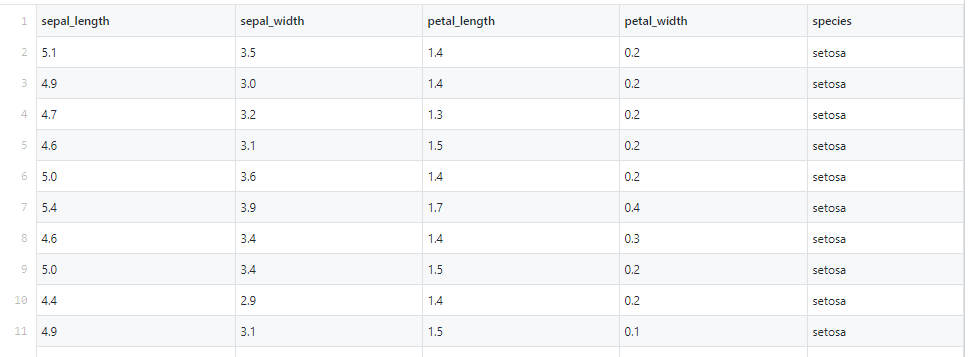 1 sepal_length sepal_width petal_length petal_width species
2 5.1 3.5 1.4 0.2 setosa
3 4.9 3.0 1.4 0.2 setosa
4 4.7 3.2 1.3 0.2 setosa
5 4.6 3.1 1.5 0.2 setosa
6 5.0 3.6 1.4 0.2 setosa
7 5.4 3.9 1.7 0.4 setosa
8 4.6 3.4 1.4 0.3 setosa
9 5.0 3.4 1.5 0.2 setosa
10 4.4 2.9 1.4 0.2 setosa
11 4.9 3.1 1.5 0.1 setosa